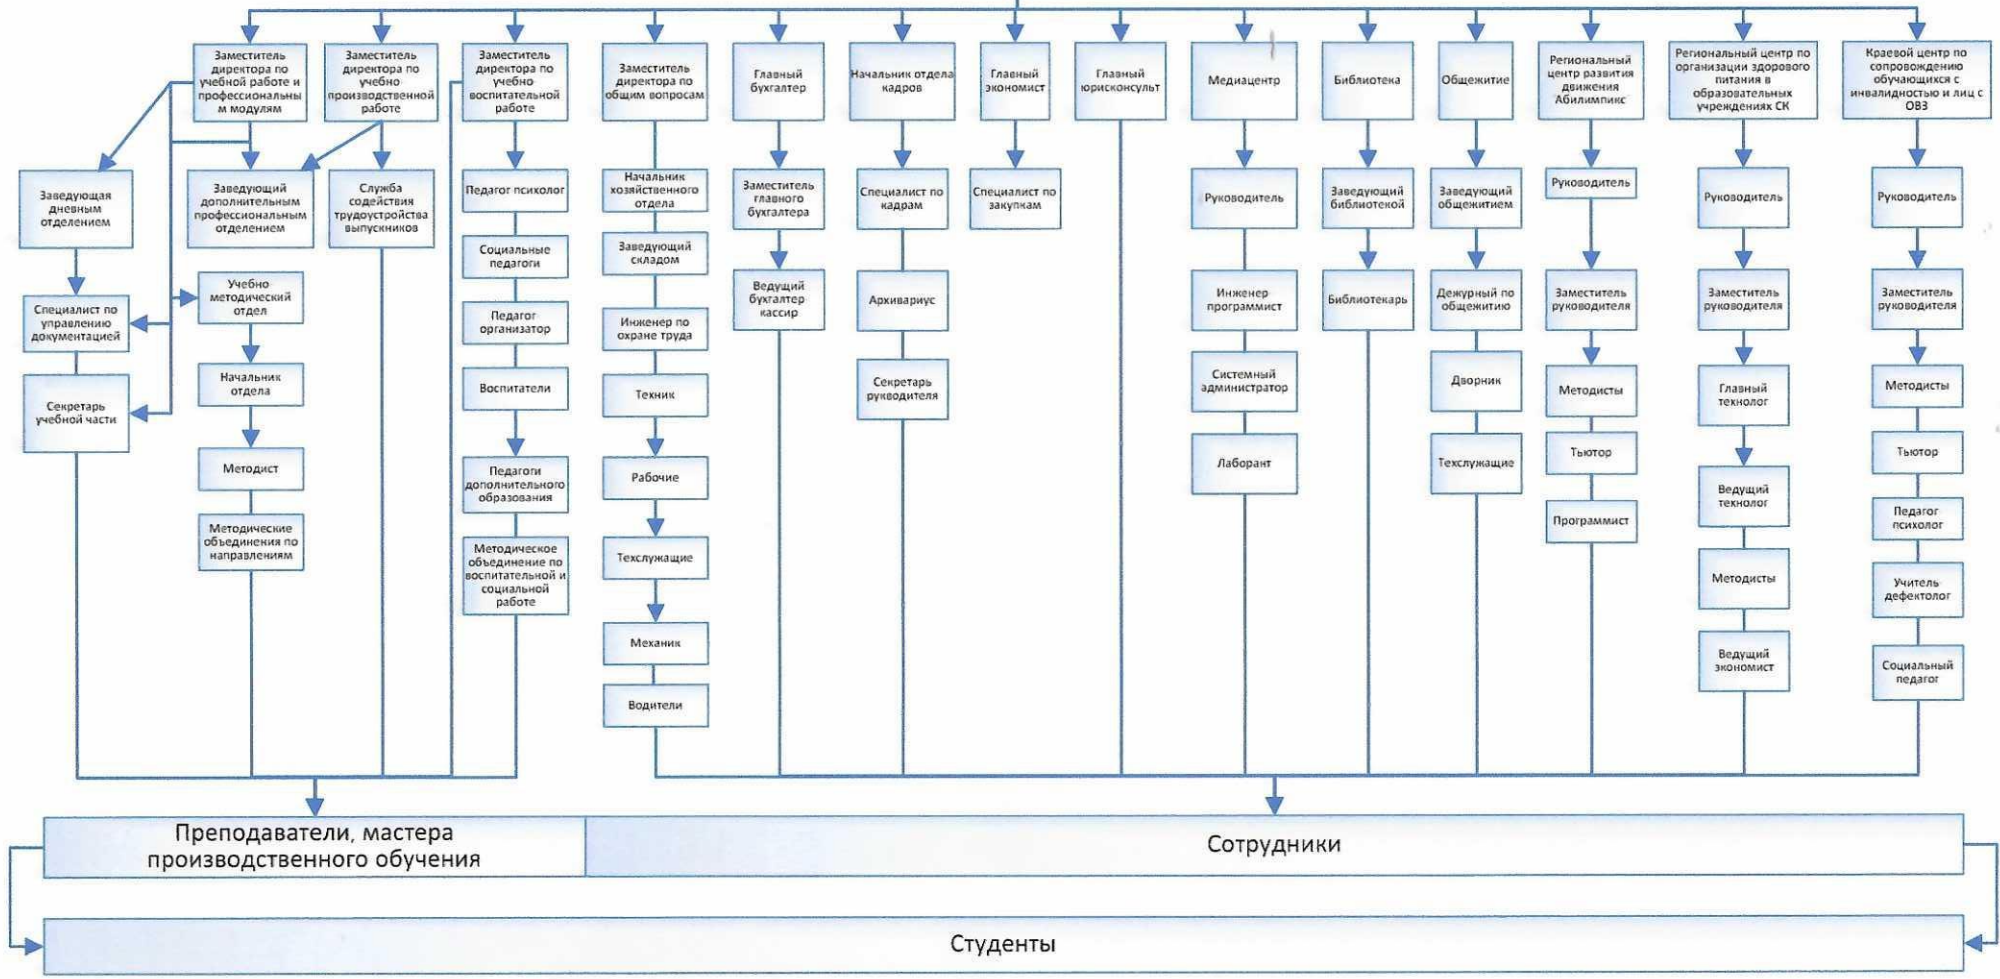 Заместитель
директора по
учебной работе и
профессиональны
м модулям
Заместитель
директора по
учебно
производственной
работе
Заместитель
директора по
учебно
воспитательной
работе
Заместитель
директора по
общим вопросам
Главный
бухгалтер
Начальник отдела
кадров
Главный
экономист
Главный
юрисконсульт
Медиацентр
Библиотека
Общежитие
Региональный
центр развития
движения
Абилимпикс
Региональный центр по
организации здорового
питания в
образовательных
учреждениях СК
Краевой центр по
сопровождению
обучающихся с
инвалидностью и лиц с
ОВЗ
Заведующая
дневным
отделением
Специалист по
управлению
документацией
Секретарь
учебной части
Заведующий
дополнительным
профессиональным
отделением
Учебно
методический
отдел
Начальник
отдела
Методист
Методические
объединения по
направлениям
Служба
содействия
трудоустройства
выпускников
Педагог психолог
Социальные
педагоги
Педагог
организатор
Воспитатели
Педагоги
дополнительного
образования
Методическое
объединение по
воспитательной и
социальной
работе
Начальник
хозяйственного
отдела
Заведующий
складом
Инженер по
охране труда
Техник
Рабочие
Техслужащие
Механик
Водители
Заместитель
главного
бухгалтера
Ведущий
бухгалтер
кассир
Специалист по
кадрам
Архивариус
Секретарь
рукводителя
Специалист по
закупкам
Руководитель
Инженер
программист
Системный
администратор
Лаборант
Заведующий
библиотекой
Библиотекарь
Заведующий
общежитием
Дежурный по
общежитию
Дворник
Техслужащие
Руководитель
Заместитель
руководителя
Методисты
Тьютор
Программист
Руководитель
Заместитель
руководителя
Главный
технолог
Ведущий
технолог
Методисты
Ведущий
экономист
Руководитель
Заместитель
руководителя
Методисты
Тьютор
Педагог
психолог
Учитель
дефектолог
Социальный
педагог
Преподаватели, мастера
производственного обучения
Сотрудники
Студенты